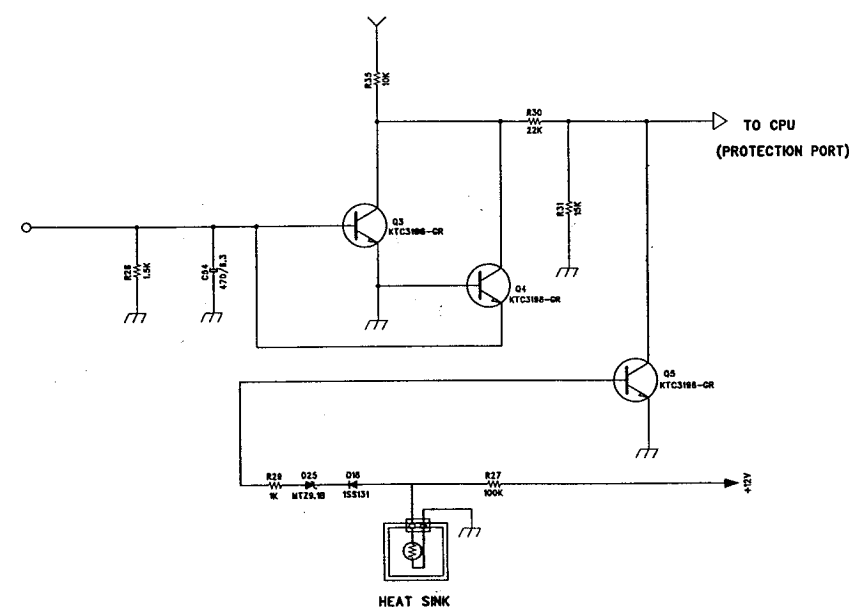 R35
10K
R30
22K
TO CPU
(PROTECTION PORT)
Q3
KTC3198-GR
R31
15K
R28
1.5K
C54
470/6.3
Q4
KTC3198-GR
Q5
KTC3198-GR
R29
1K
D25
MTZ9.1B
D16
1SS131
R27
100K
+12V
HEAT SINK